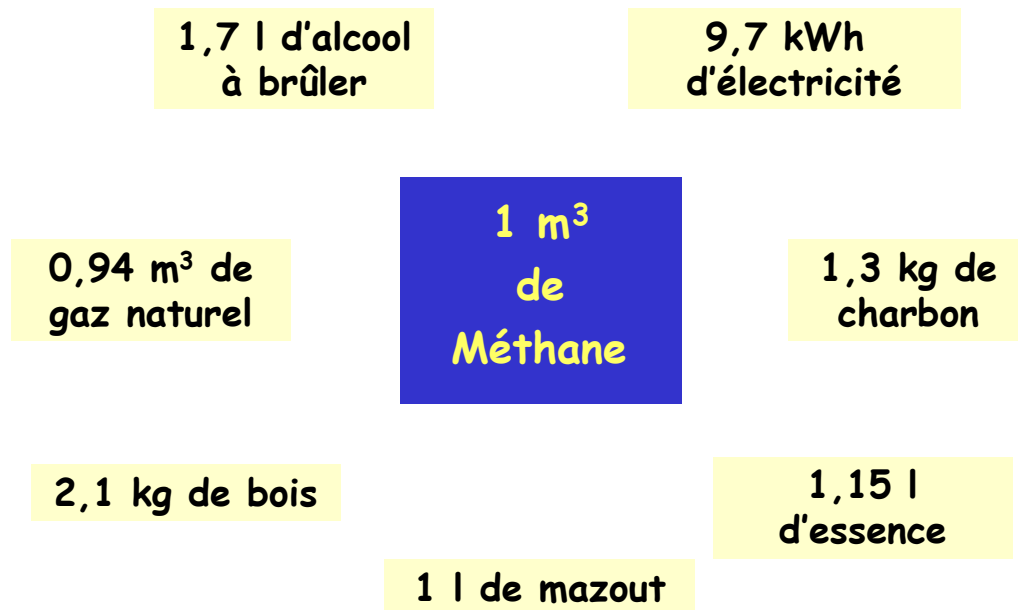 1,7 l d'alcool
à brûler
9,7 kWh
d'électricité
1 m³
de
Méthane
0,94 m³ de
gaz naturel
1,3 kg de
charbon
2,1 kg de bois
1,15 l
d'essence
1 l de mazout